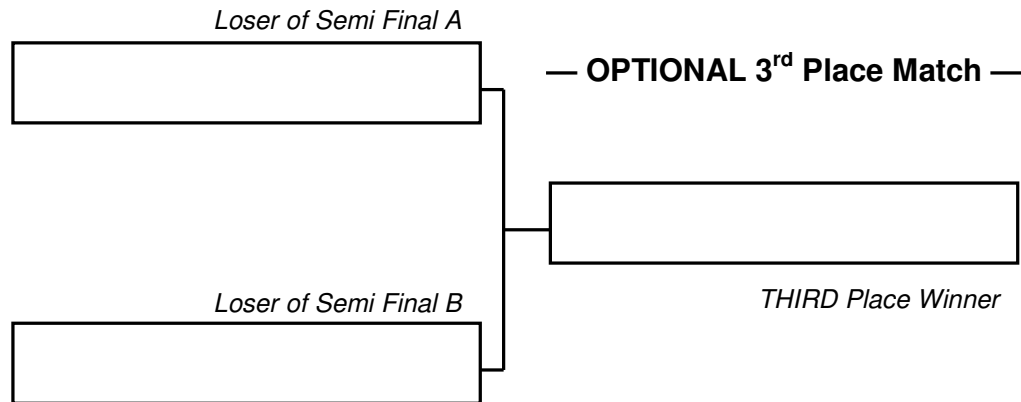 Loser of Semi Final A
— OPTIONAL 3rd Place Match —
Loser of Semi Final B
THIRD Place Winner